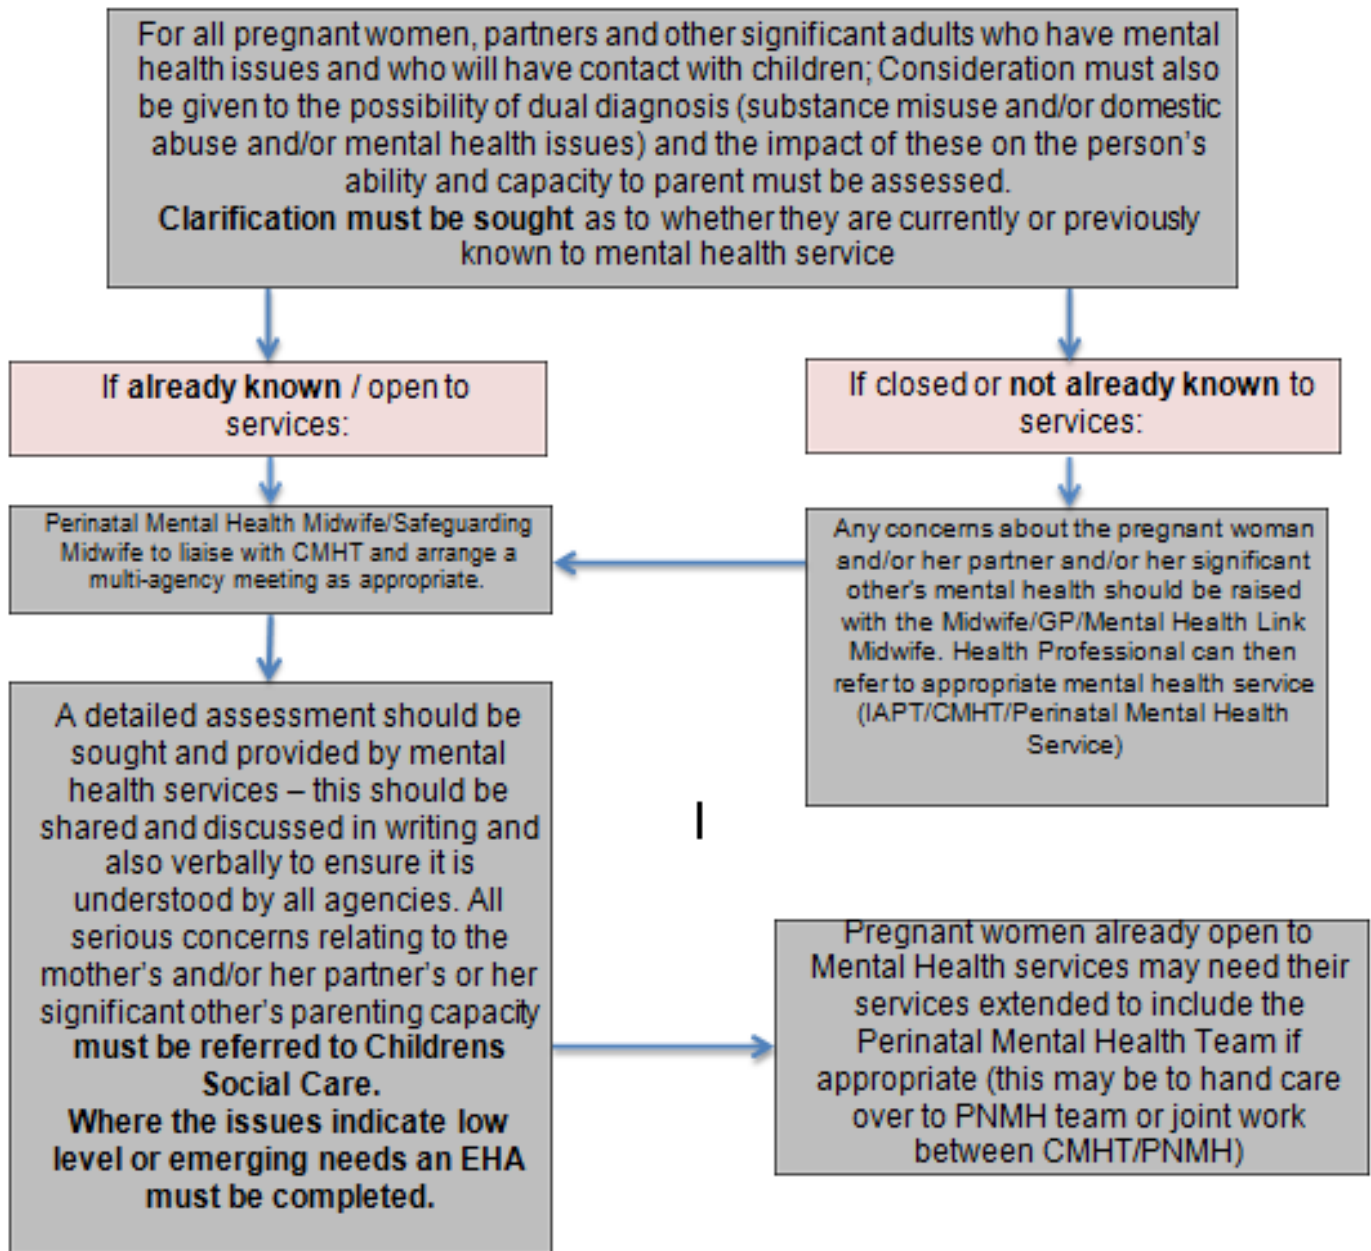 For all pregnant women, partners and other significant adults who have mental
health issues and who will have contact with children; Consideration must also
be given to the possibility of dual diagnosis (substance misuse and/or domestic
abuse and/or mental health issues) and the impact of these on the person's
ability and capacity to parent must be assessed.
Clarification must be sought as to whether they are currently or previously
known to mental health service
If already known / open to
services:
If closed or not already known to
services:
Perinatal Mental Health Midwife/Safeguarding
Midwife to liaise with CMHT and arrange a
multi-agency meeting as appropriate.
Any concerns about the pregnant woman
and/or her partner and/or her significant
other's mental health should be raised
with the Midwife/GP/Mental Health Link
Midwife. Health Professional can then
refer to appropriate mental health service
(IAPT/CMHT/Perinatal Mental Health
Service)
A detailed assessment should be
sought and provided by mental
health services – this should be
shared and discussed in writing and
also verbally to ensure it is
understood by all agencies. All
serious concerns relating to the
mother's and/or her partner's or her
significant other's parenting capacity
must be referred to Childrens
Social Care.
Where the issues indicate low
level or emerging needs an EHA
must be completed.
Pregnant women already open to
Mental Health services may need their
services extended to include the
Perinatal Mental Health Team if
appropriate (this may be to hand care
over to PNMH team or joint work
between CMHT/PNMH)